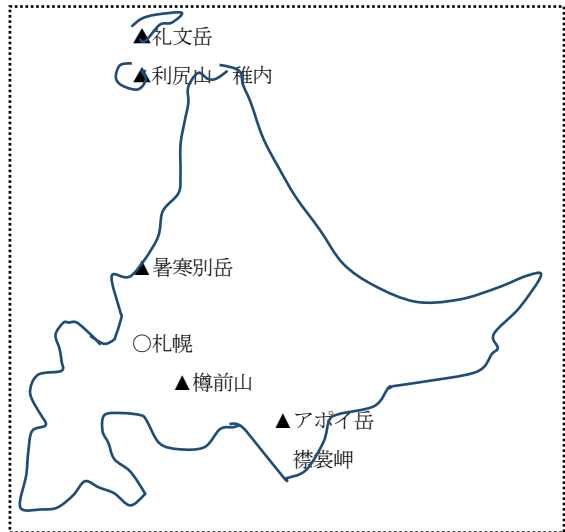 ▲礼文岳
▲利尻山 稚内
▲暑寒別岳
○札幌
▲樽前山
▲アポイ岳
襟裳岬